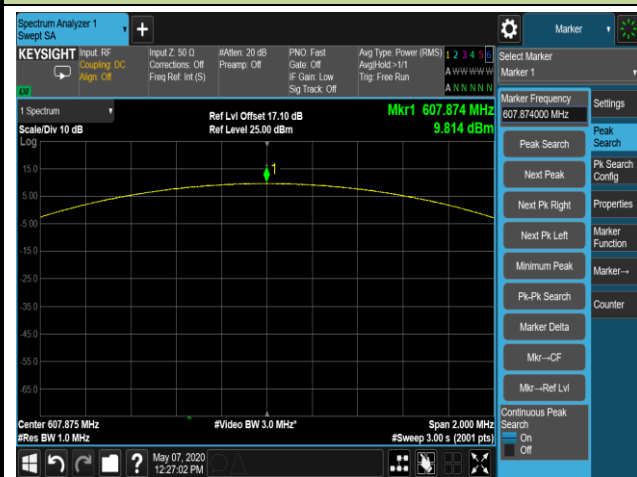 Spectrum Analyzer 1
Swept SA
+
Marker
KEYSIGHT
Input: RF
Coupling: DC
Align: Off
Input Z: 50 Ω
Corrections: Off
Freq Ref: Int (S)
#Atten: 20 dB
Preamp: Off
PNO: Fast
Gate: Off
IF Gain: Low
Sig Track: Off
Avg Type: Power (RMS)
Avg|Hold:>1/1
Trig: Free Run
1 2 3 4 5 6
A W W W W W
A N N N N N
Select Marker
Marker 1
LXI
1 Spectrum
Scale/Div 10 dB
Log
Ref Lvl Offset 17.10 dB
Ref Level 25.00 dBm
Mkr1 607.874 MHz
9.814 dBm
15.0
5.00
-5.00
-15.0
-25.0
-35.0
-45.0
-55.0
-65.0
1
Center 607.875 MHz
#Res BW 1.0 MHz
#Video BW 3.0 MHz*
Span 2.000 MHz
#Sweep 3.00 s (2001 pts)
Marker Frequency
607.874000 MHz
Peak Search
Next Peak
Next Pk Right
Next Pk Left
Minimum Peak
Pk-Pk Search
Marker Delta
Mkr→CF
Mkr→Ref Lvl
Continuous Peak
Search
On
Off
Settings
Peak
Search
Pk Search
Config
Properties
Marker
Function
Marker→
Counter
?
May 07, 2020
12:27:02 PM